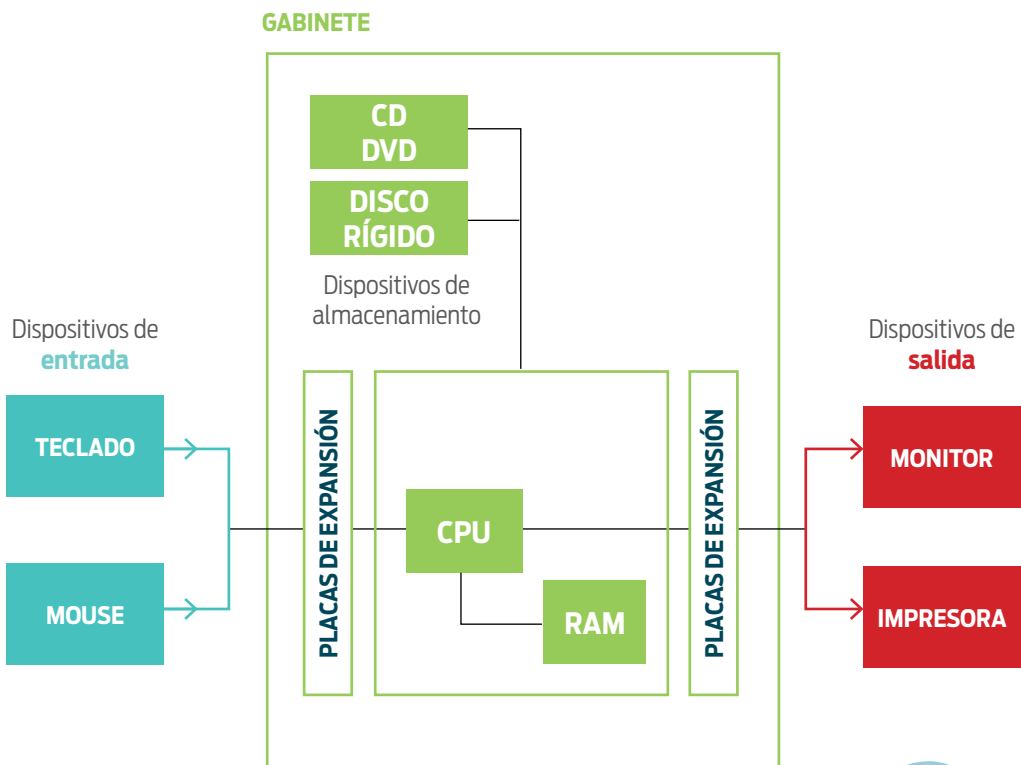 GABINETE
CD
DVD
DISCO
RÍGIDO
Dispositivos de
almacenamiento
Dispositivos de
entrada
TECLADO
MOUSE
PLACAS DE EXPANSIÓN
CPU
RAM
PLACAS DE EXPANSIÓN
Dispositivos de
salida
MONITOR
IMPRESORA